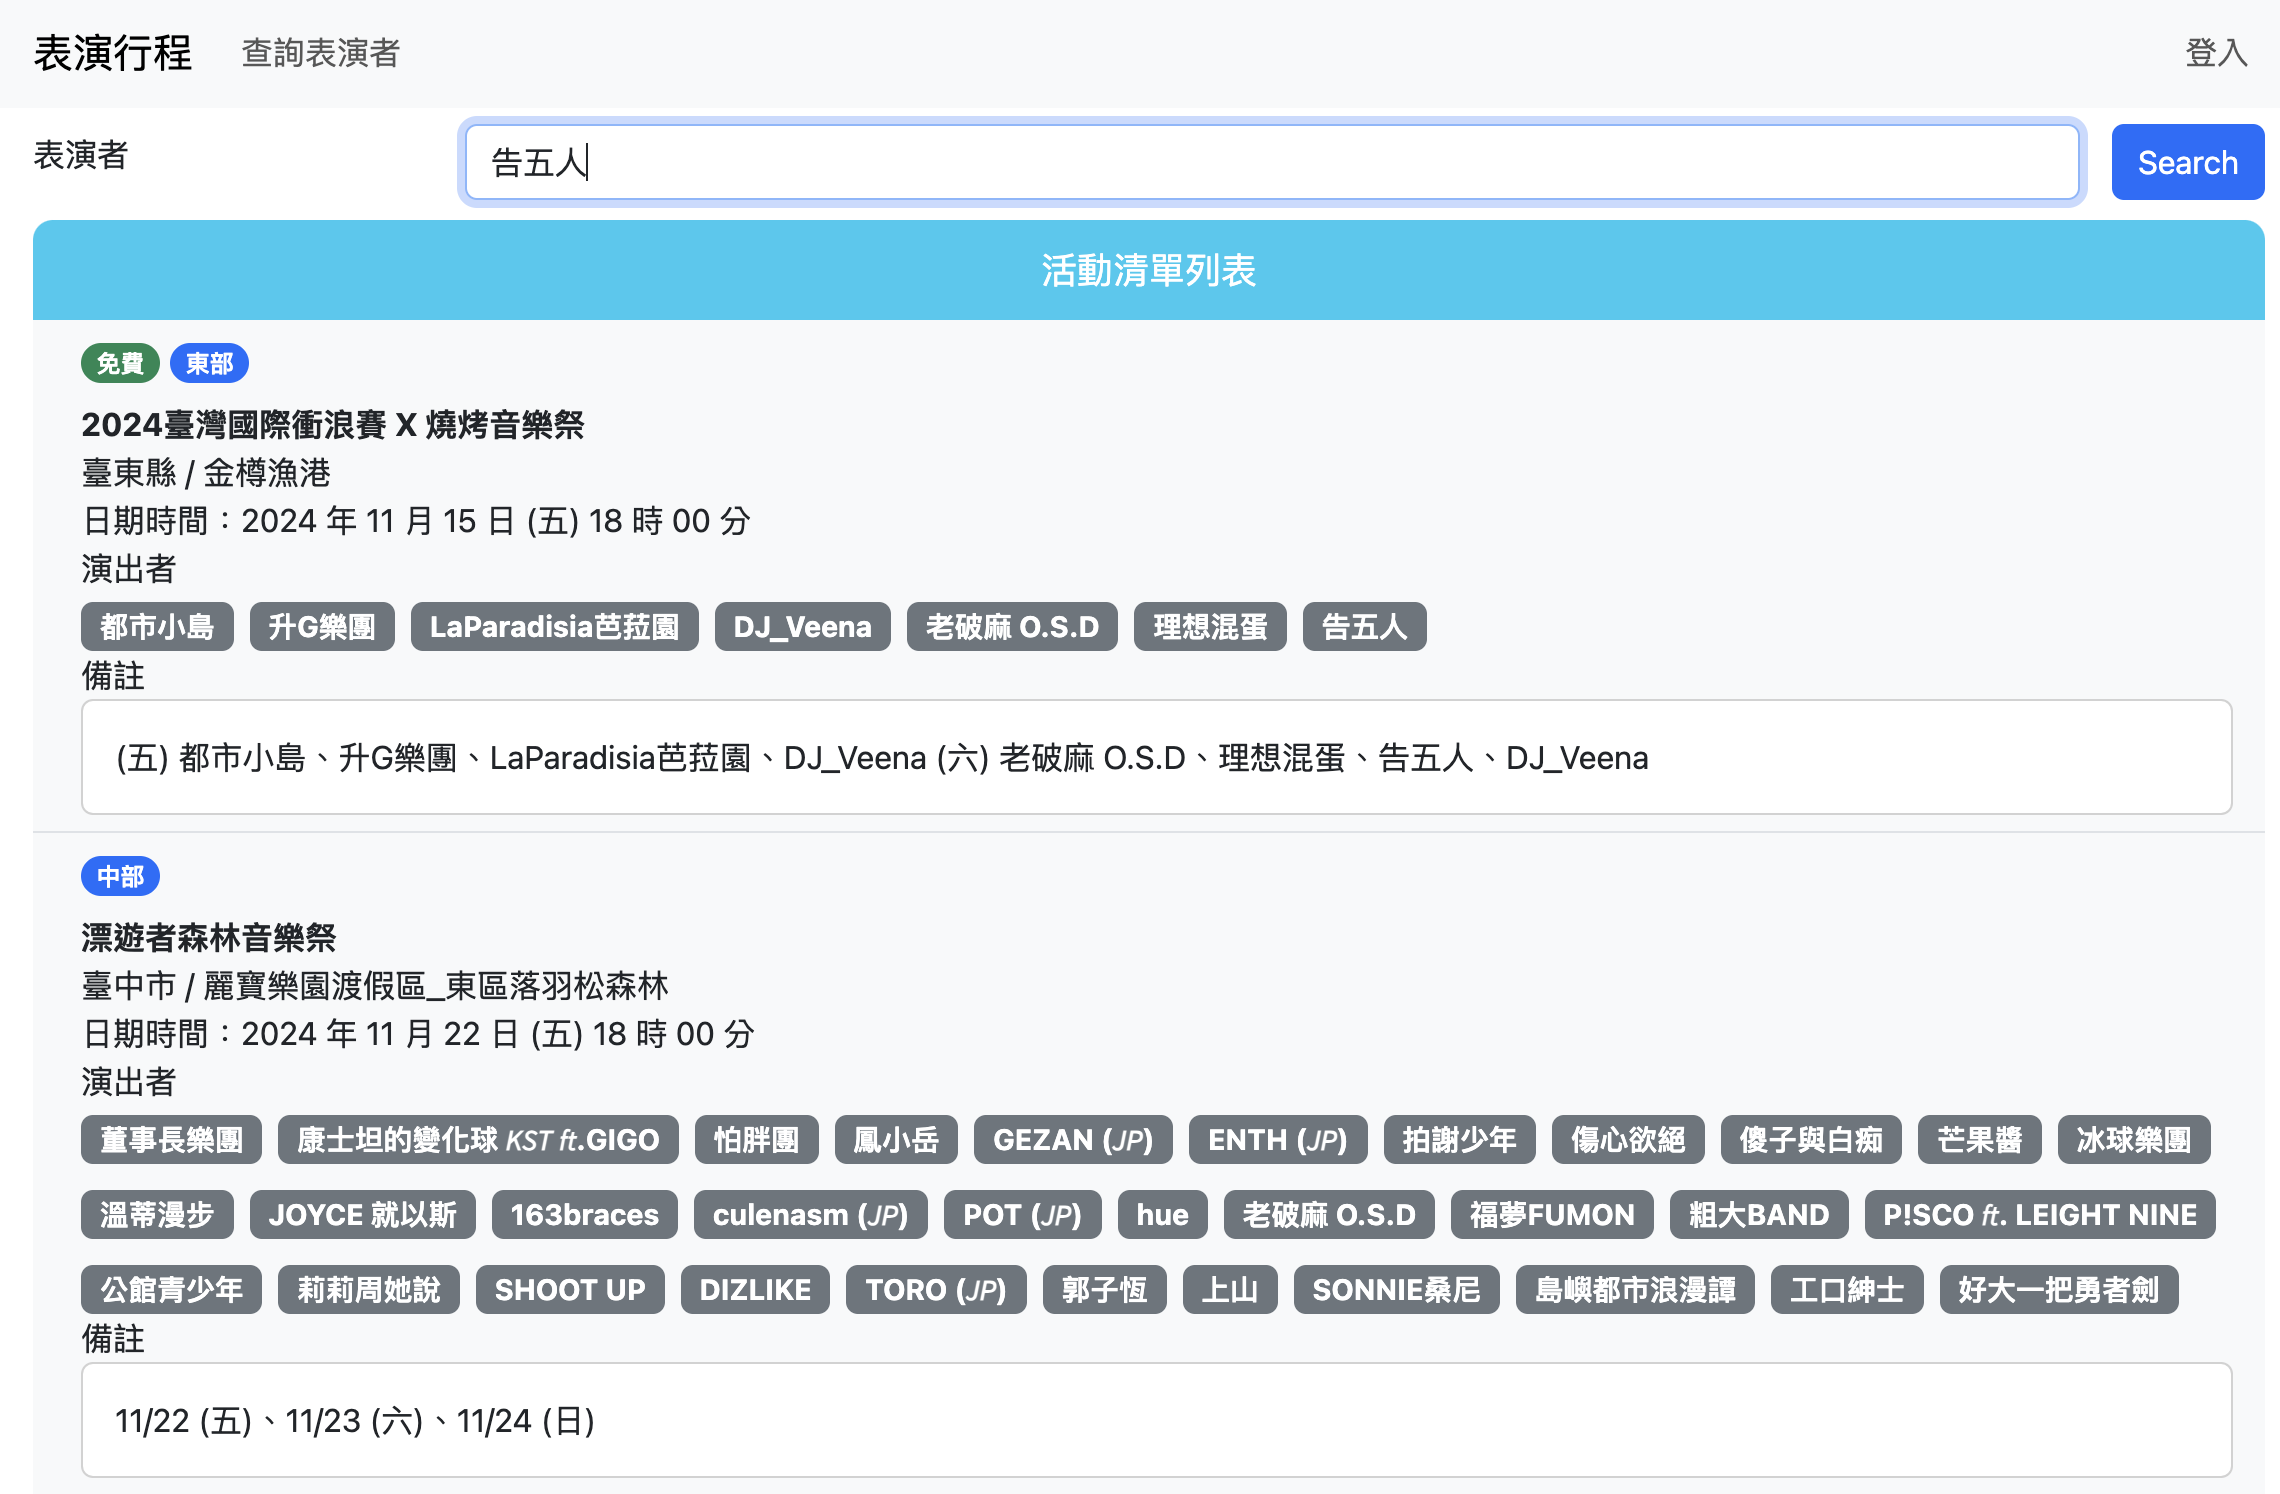 表演行程 查詢表演者 登入
表演者 告五人 Search
活動清單列表
免費 東部
2024臺灣國際衝浪賽 X 燒烤音樂祭
臺東縣 / 金樽漁港
日期時間：2024 年 11 月 15 日 (五) 18 時 00 分
演出者
都市小島 升G樂團 LaParadisia芭菈園 DJ_Veena 老破麻 O.S.D 理想混蛋 告五人
備註
(五) 都市小島、升G樂團、LaParadisia芭菈園、DJ_Veena (六) 老破麻 O.S.D、理想混蛋、告五人、DJ_Veena
中部
漂遊者森林音樂祭
臺中市 / 麗寶樂園渡假區_東區落羽松森林
日期時間：2024 年 11 月 22 日 (五) 18 時 00 分
演出者
董事長樂團 康士坦的變化球 KST ft.GIGO 怕胖團 鳳小岳 GEZAN (JP) ENTH (JP) 拍謝少年 傷心欲絕 傻子與白痴 芒果醬 冰球樂團
溫蒂漫步 JOYCE 就以斯 163braces culenasm (JP) POT (JP) hue 老破麻 O.S.D 福夢FUMON 粗大BAND P!SCO ft. LEIGHT NINE
公館青少年 莉莉周她說 SHOOT UP DIZLIKE TORO (JP) 郭子恆 上山 SONNIE桑尼 島嶼都市浪漫譚 工口紳士 好大一把勇者劍
備註
11/22 (五)、11/23 (六)、11/24 (日)